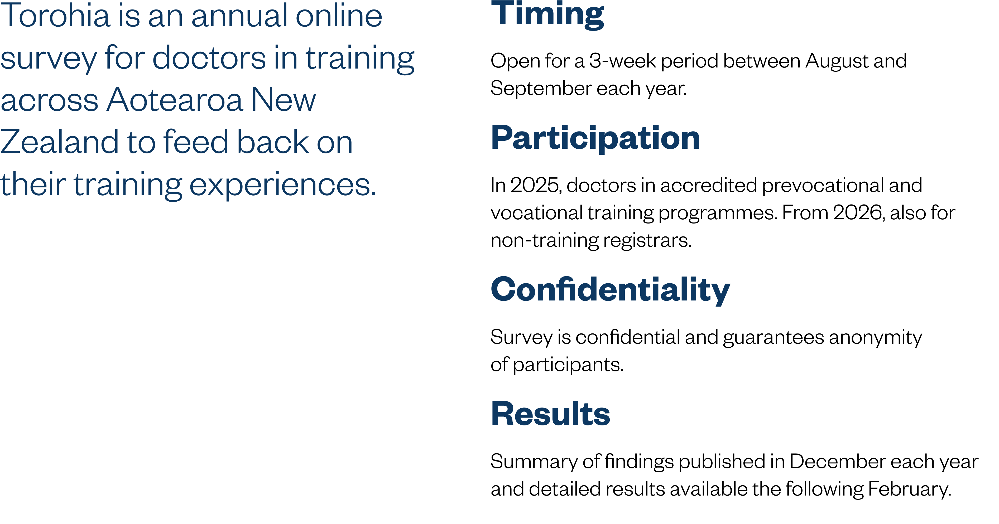 Torohia is an annual online
survey for doctors in training
across Aotearoa New
Zealand to feed back on
their training experiences.
Timing
Open for a 3-week period between August and
September each year.
Participation
In 2025, doctors in accredited prevocational and
vocational training programmes. From 2026, also for
non-training registrars.
Confidentiality
Survey is confidential and guarantees anonymity
of participants.
Results
Summary of findings published in December each year
and detailed results available the following February.